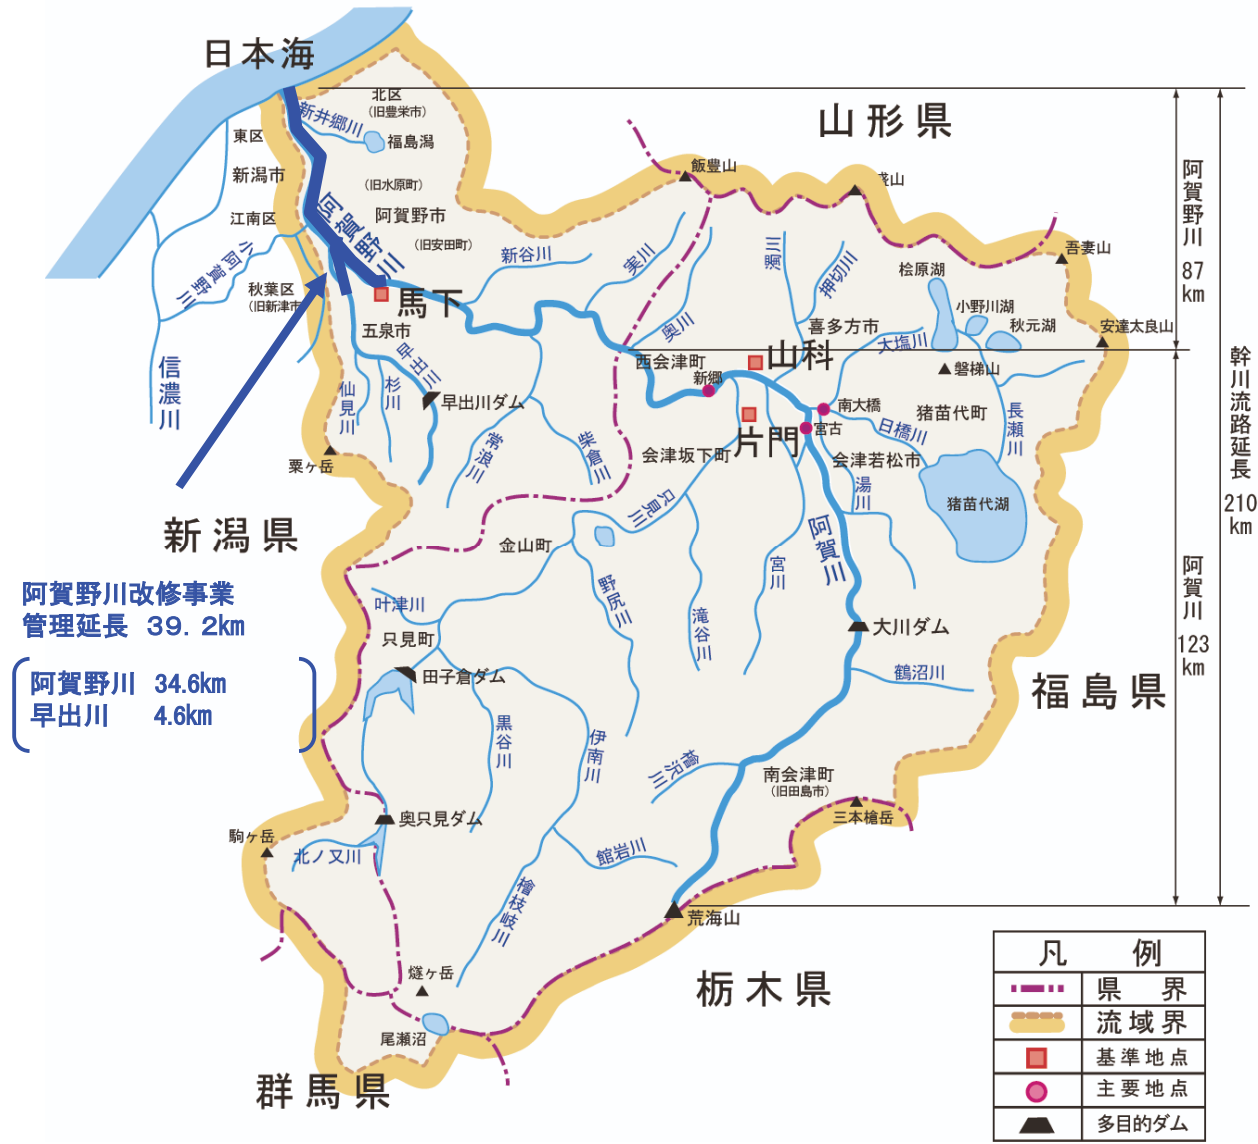 日本海
北区
(旧豊栄市)
新井郷川
福島潟
東区
新潟市
(旧水原町)
江南区
阿賀野市
(旧安田町)
阿賀野川
小阿賀野川
秋葉区
(旧新津市
馬下
五泉市
新谷川
実川
奥川
信濃川
仙見川
杉川
早出川
早出川ダム
粟ヶ岳
常浪川
柴倉川
新潟県
山形県
飯豊山
盛山
吾妻山
濁川
押切川
桧原湖
小野川湖
秋元湖
安達太良山
喜多方市
大塩川
磐梯山
西会津町
山科
新郷
片門
南大橋
宮古
猪苗代町
日橋川
長瀬川
会津坂下町
会津若松市
湯川
猪苗代湖
只見川
金山町
阿賀川
宮川
野尻川
滝谷川
大川ダム
鶴沼川
叶津川
只見町
田子倉ダム
黒谷川
伊南川
檜沢川
南会津町
(旧田島市)
三本槍岳
福島県
奥只見ダム
駒ヶ岳
北ノ又川
館岩川
檜枝岐川
荒海山
燧ヶ岳
尾瀬沼
栃木県
群馬県
阿賀野川
87
km
幹川流路延長
210
km
阿賀川
123
km
阿賀野川改修事業
管理延長 39.2km
阿賀野川 34.6km
早出川 4.6km
凡例
県界
流域界
基準地点
主要地点
多目的ダム